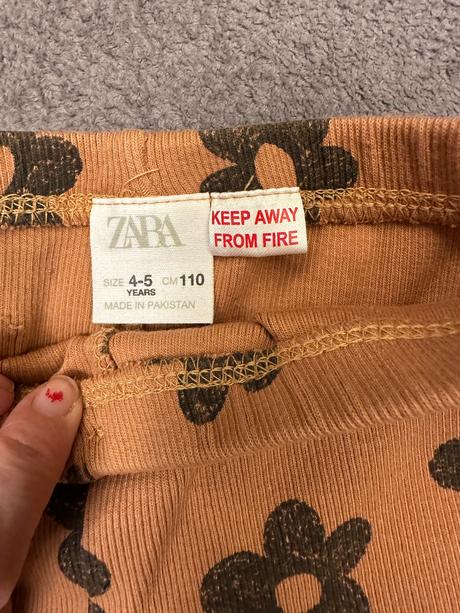 ZARA
SIZE 4-5 CM 110
YEARS
MADE IN PAKISTAN
KEEP AWAY
FROM FIRE